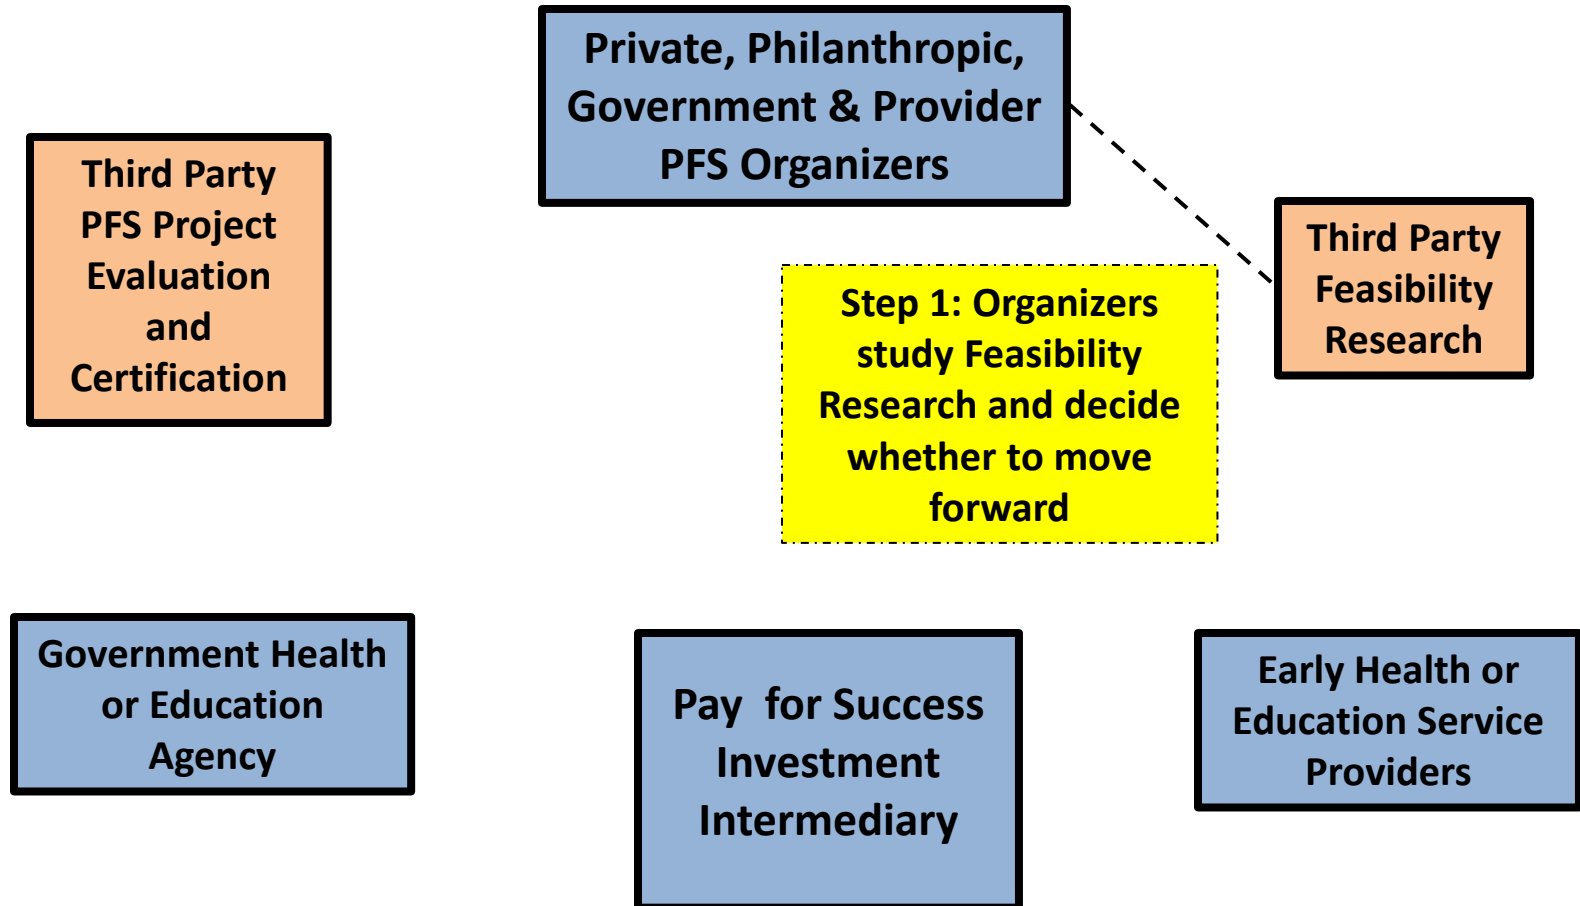 Private, Philanthropic,
Government & Provider
PFS Organizers
Third Party
PFS Project
Evaluation
and
Certification
Third Party
Feasibility
Research
Step 1: Organizers
study Feasibility
Research and decide
whether to move
forward
Government Health
or Education
Agency
Pay  for Success
Investment
Intermediary
Early Health or
Education Service
Providers